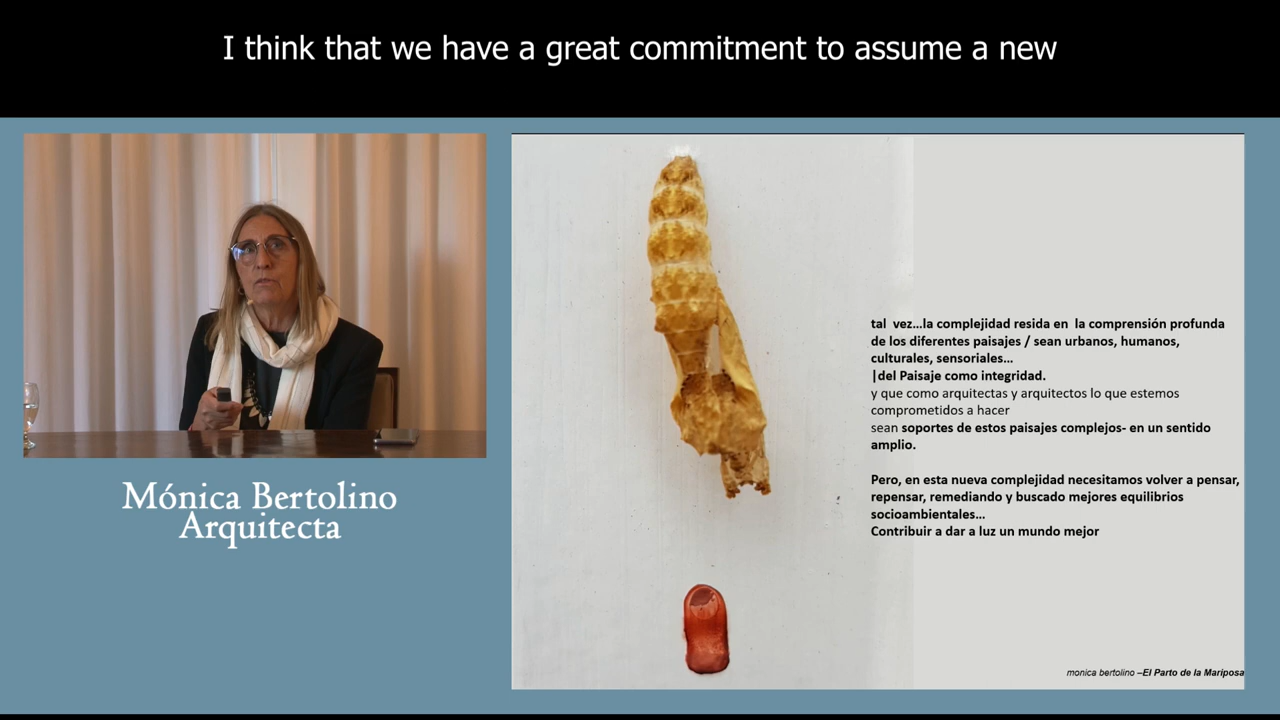 I think that we have a great commitment to assume a new
Mónica Bertolino
Arquitecta
tal vez...la complejidad resida en la comprensión profunda
de los diferentes paisajes / sean urbanos, humanos,
culturales, sensoriales...
|del Paisaje como integridad.
y que como arquitectas y arquitectos lo que estemos
comprometidos a hacer
sean soportes de estos paisajes complejos- en un sentido
amplio.
Pero, en esta nueva complejidad necesitamos volver a pensar,
repensar, remediando y buscado mejores equilibrios
socioambientales...
Contribuir a dar a luz un mundo mejor
monica bertolino –El Parto de la Mariposa